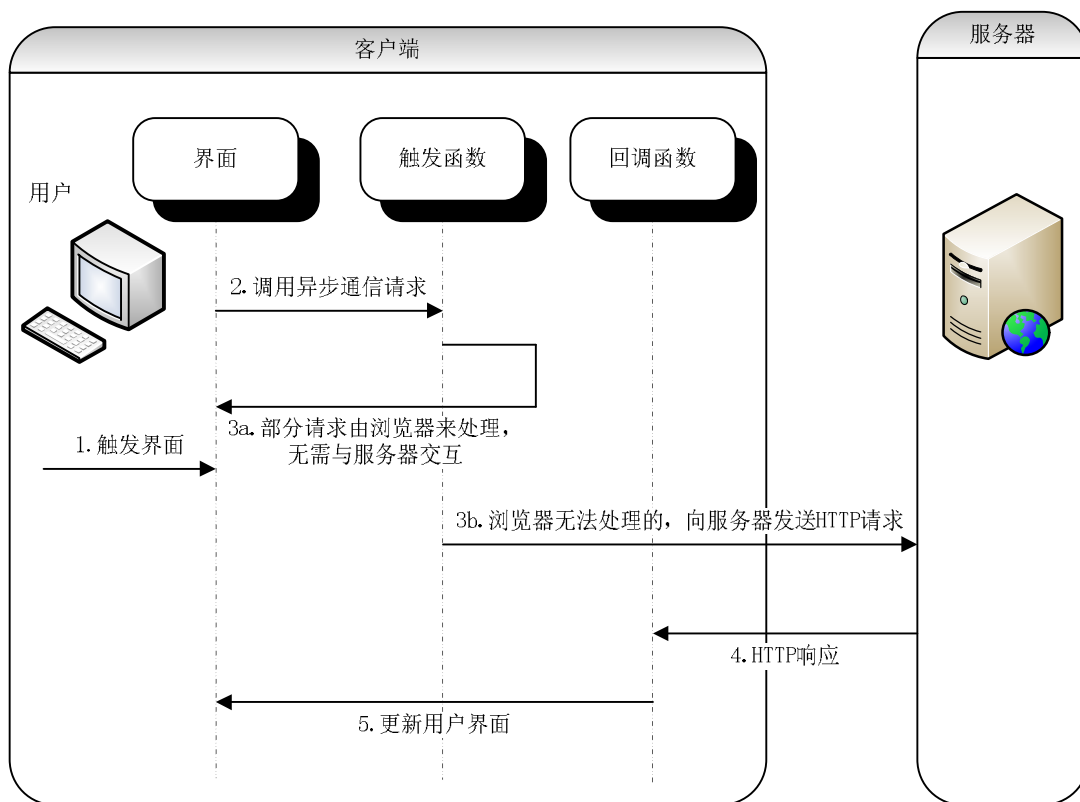 客户端
服务器
界面
触发函数
回调函数
用户
2.调用异步通信请求
3a.部分请求由浏览器来处理，
无需与服务器交互
1.触发界面
3b.浏览器无法处理的，向服务器发送HTTP请求
4.HTTP响应
5.更新用户界面